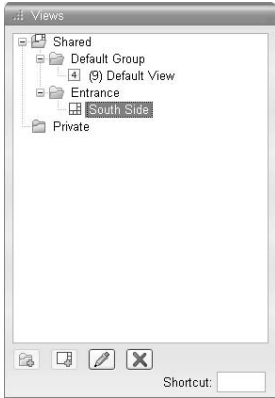 Views
Shared
Default Group
4 (9) Default View
Entrance
South Side
Private
Shortcut: